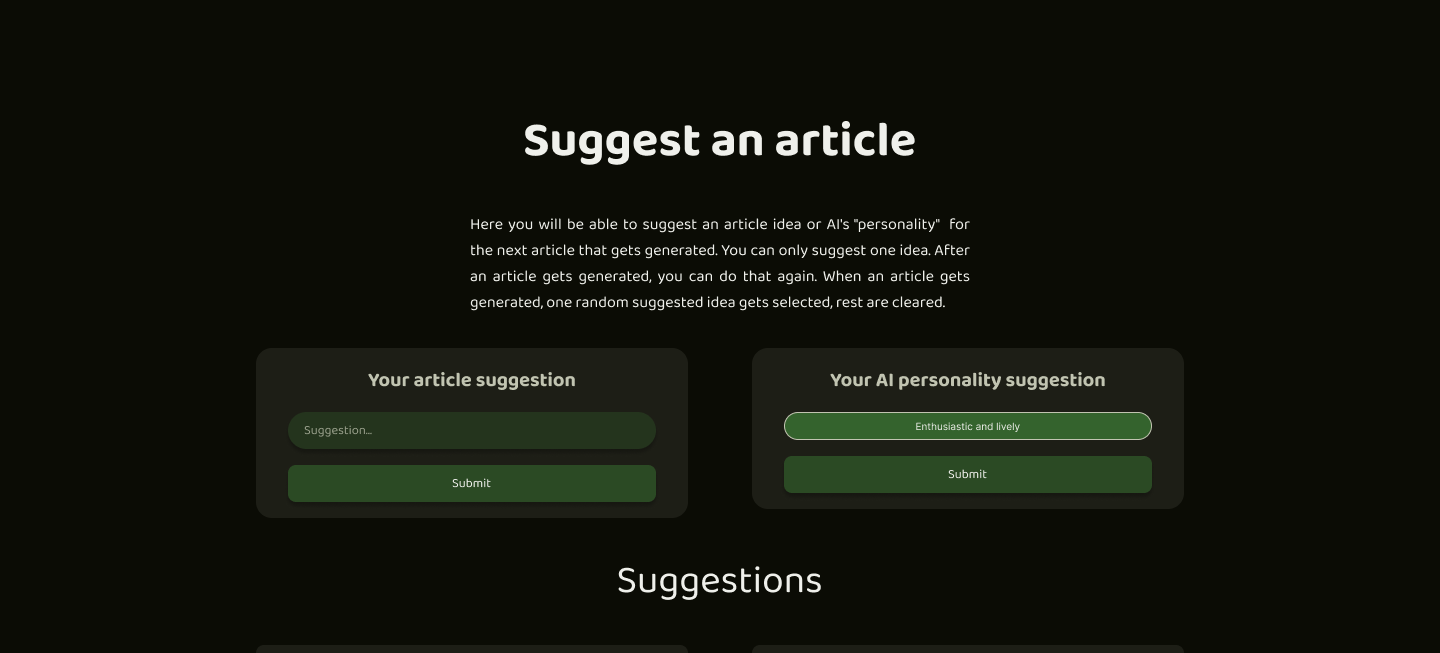 Suggest an article
Here you will be able to suggest an article idea or AI's "personality"  for
the next article that gets generated. You can only suggest one idea. After
an article gets generated, you can do that again. When an article gets
generated, one random suggested idea gets selected, rest are cleared.
Your article suggestion
Suggestion...
Submit
Your AI personality suggestion
Enthusiastic and lively
Submit
Suggestions